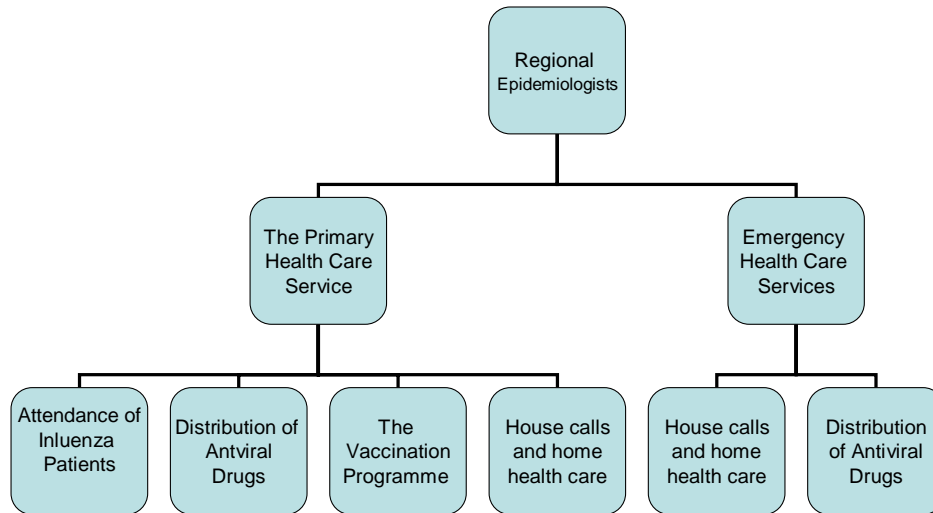 Regional
Epidemiologists
The Primary
Health Care
Service
Emergency
Health Care
Services
Attendance of
Inluenza
Patients
Distribution of
Antviral
Drugs
The
Vaccination
Programme
House calls
and home
health care
House calls
and home
health care
Distribution
of Antiviral
Drugs